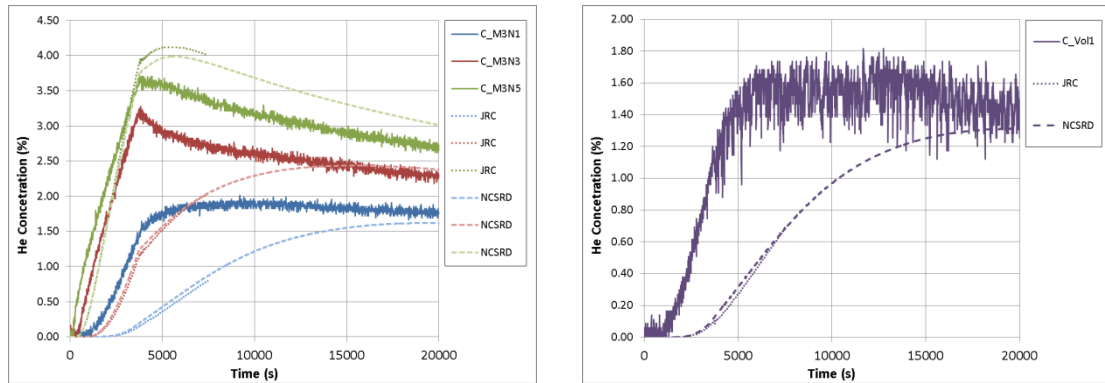 4.50
4.00
3.50
3.00
2.50
2.00
1.50
1.00
0.50
0.00
He Concetration (%)
0 5000 10000 15000 20000
Time (s)
C_M3N1
C_M3N3
C_M3N5
JRC
JRC
JRC
NCSRD
NCSRD
NCSRD
2.00
1.80
1.60
1.40
1.20
1.00
0.80
0.60
0.40
0.20
0.00
He Concetration (%)
0 5000 10000 15000 20000
Time (s)
C_Vol1
JRC
NCSRD